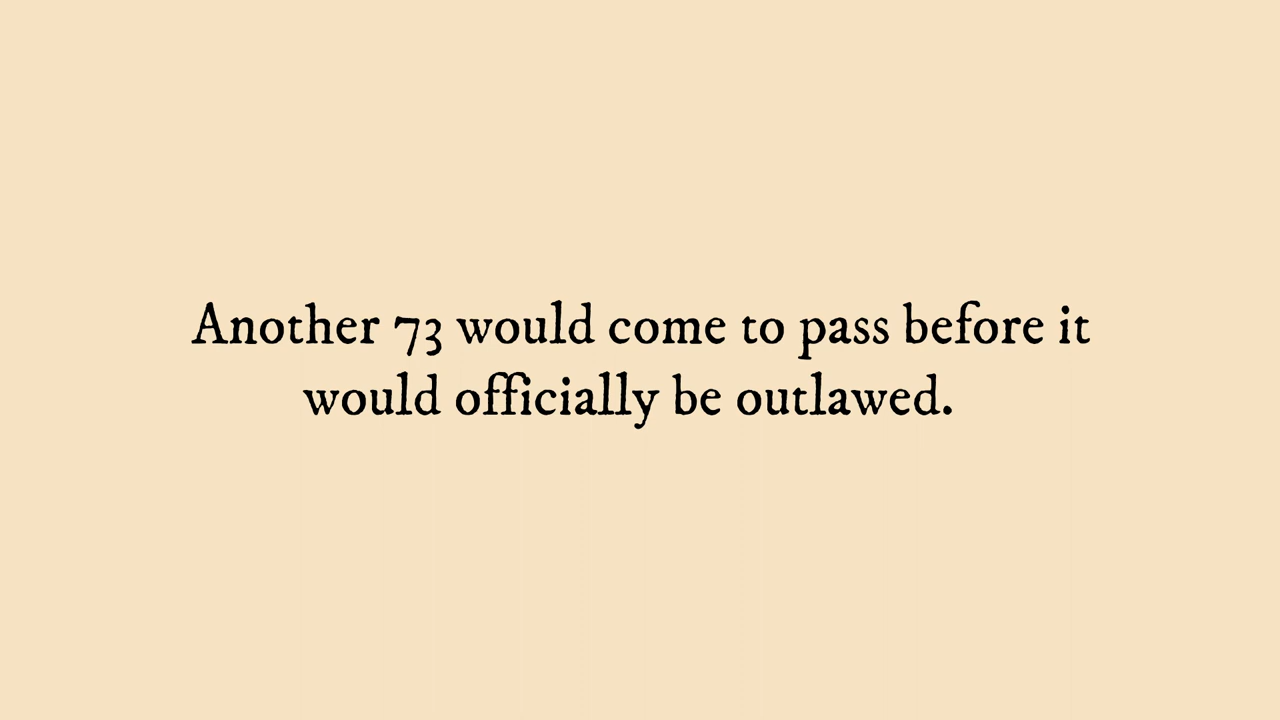 Another 73 would come to pass before it
would officially be outlawed.